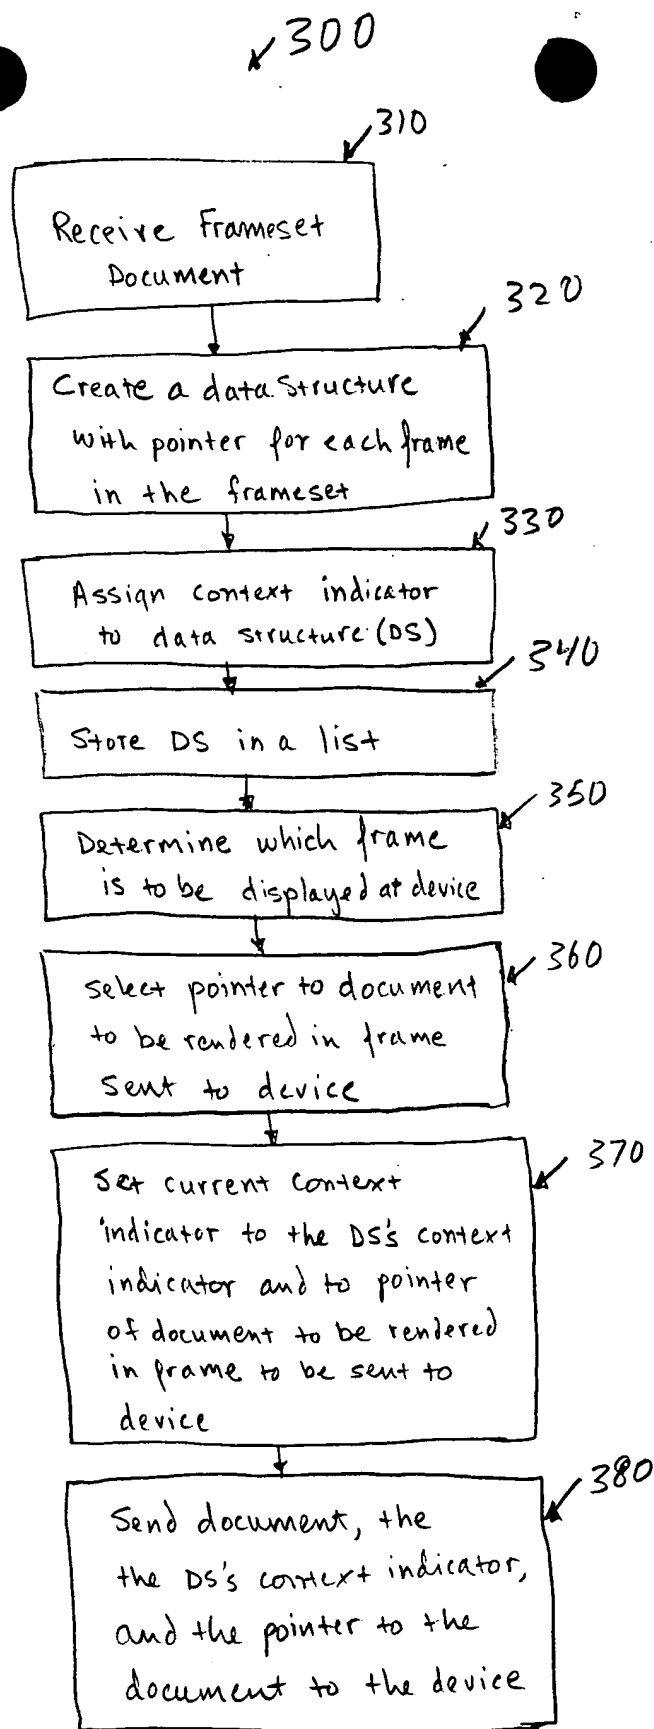 300
310
Receive Frameset
Document
320
Create a data structure
with pointer for each frame
in the frameset
330
Assign context indicator
to data structure (DS)
340
Store DS in a list
350
Determine which frame
is to be displayed at device
360
select pointer to document
to be rendered in frame
sent to device
370
Set current context
indicator to the DS's context
indicator and to pointer
of document to be rendered
in frame to be sent to
device
380
Send document, the
the DS's context indicator,
and the pointer to the
document to the device